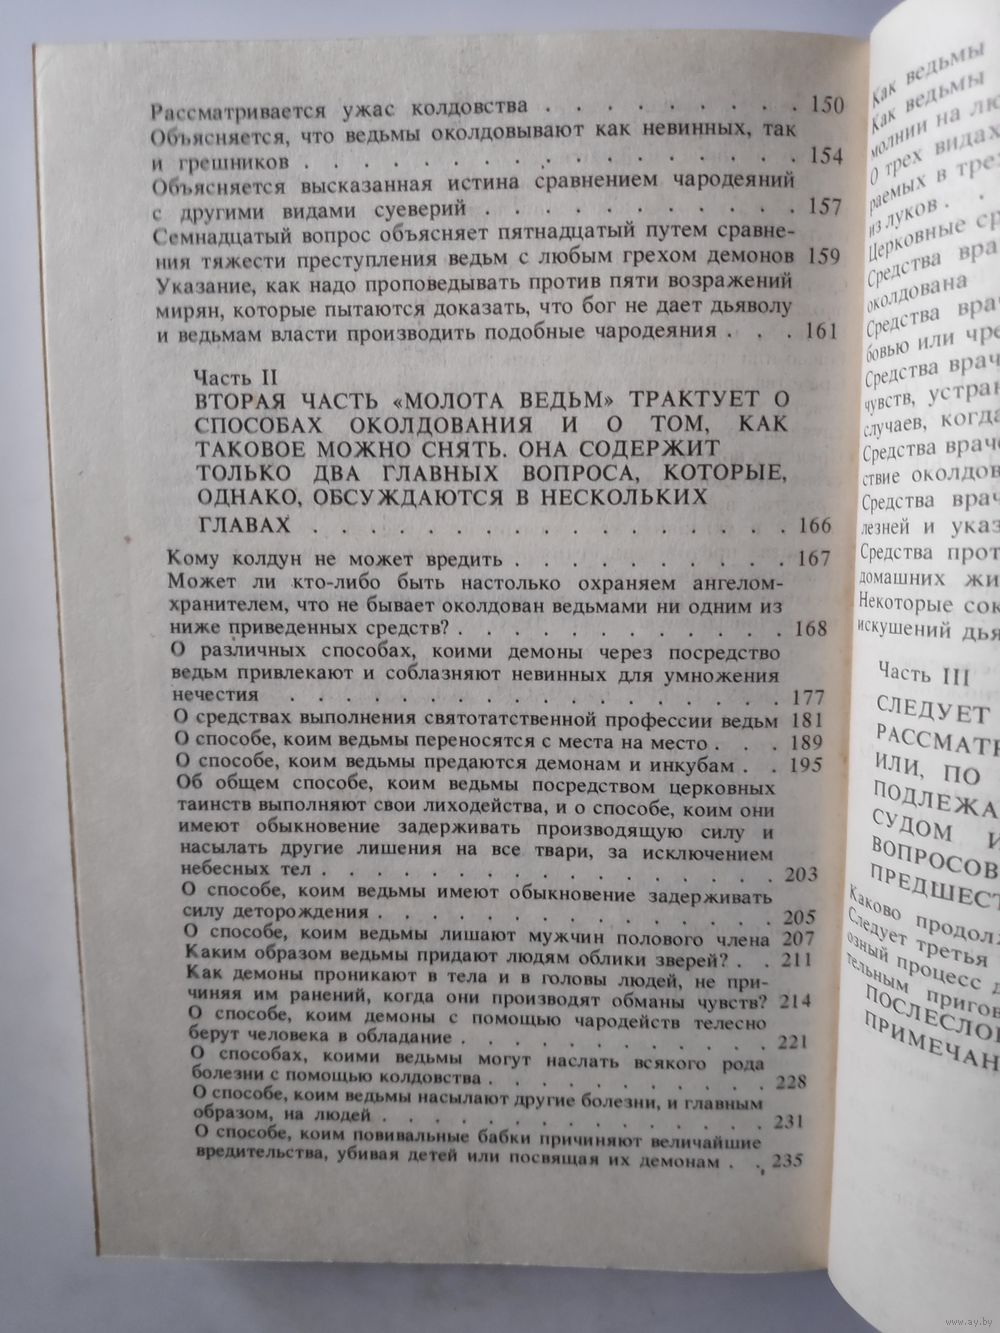 Рассматривается ужас колдовства . . . . . . . . . 150
Объясняется, что ведьмы околдовывают как невинных, так
и грешников . . . . . . . . . . . . . . . . . . . 154
Объясняется высказанная истина сравнением чародеяний
с другими видами суеверий . . . . . . . . . . . . 157
Семнадцатый вопрос объясняет пятнадцатый путем сравне-
ния тяжести преступления ведьм с любым грехом демонов 159
Указание, как надо проповедывать против пяти возражений
мирян, которые пытаются доказать, что бог не дает дьяволу
и ведьмам власти производить подобные чародеяния . . . 161
Часть II
ВТОРАЯ ЧАСТЬ «МОЛОТА ВЕДЬМ» ТРАКТУЕТ О
СПОСОБАХ ОКОЛДОВАНИЯ И О ТОМ, КАК
ТАКОВОЕ МОЖНО СНЯТЬ. ОНА СОДЕРЖИТ
ТОЛЬКО ДВА ГЛАВНЫХ ВОПРОСА, КОТОРЫЕ,
ОДНАКО, ОБСУЖДАЮТСЯ В НЕСКОЛЬКИХ
ГЛАВАХ . . . . . . . . . . . . . . . . . 166
Кому колдун не может вредить . . . . . . . . . . 167
Может ли кто-либо быть настолько охраняем ангелом-
хранителем, что не бывает околдован ведьмами ни одним из
ниже приведенных средств? . . . . . . . . . . . . 168
О различных способах, коими демоны через посредство
ведьм привлекают и соблазняют невинных для умножения
нечестия . . . . . . . . . . . . . . . . . 177
О средствах выполнения святотатственной профессии ведьм 181
О способе, коим ведьмы переносятся с места на место . . . 189
О способе, коим ведьмы предаются демонам и инкубам . . 195
Об общем способе, коим ведьмы посредством церковных
таинств выполняют свои лиходейства, и о способе, коим они
имеют обыкновение задерживать производящую силу и
насылать другие лишения на все твари, за исключением
небесных тел . . . . . . . . . . . . . . . . . 203
О способе, коим ведьмы имеют обыкновение задерживать
силу деторождения . . . . . . . . . . . . . . . 205
О способе, коим ведьмы лишают мужчин полового члена 207
Каким образом ведьмы придают людям облики зверей? . . 211
Как демоны проникают в тела и в головы людей, не при-
чиняя им ранений, когда они производят обманы чувств? 214
О способе, коим демоны с помощью чародейств телесно
берут человека в обладание . . . . . . . . . . . . 221
О способах, коими ведьмы могут наслать всякого рода
болезни с помощью колдовства . . . . . . . . . . . 228
О способе, коим ведьмы насылают другие болезни, и главным
образом, на людей . . . . . . . . . . . . . . . 231
О способе, коим повивальные бабки причиняют величайшие
вредительства, убивая детей или посвящая их демонам . . 235
Как ведьмы
Как ведьмы
молнии на
О трех видах
раемых в
из луков . .
Церковные
Средства
околдована
Средства
бовью или
Средства
чувств,
случаев, когда
Средства
ствие
Средства
лезней и
Средства
домашних
Некоторые
искушений
Часть III
СЛЕДУЕТ
ИЛИ, ПО
СУДОМ
ВОПРОСОВ
Каково
Следует третья
озный процесс
тельным
www.ay.by